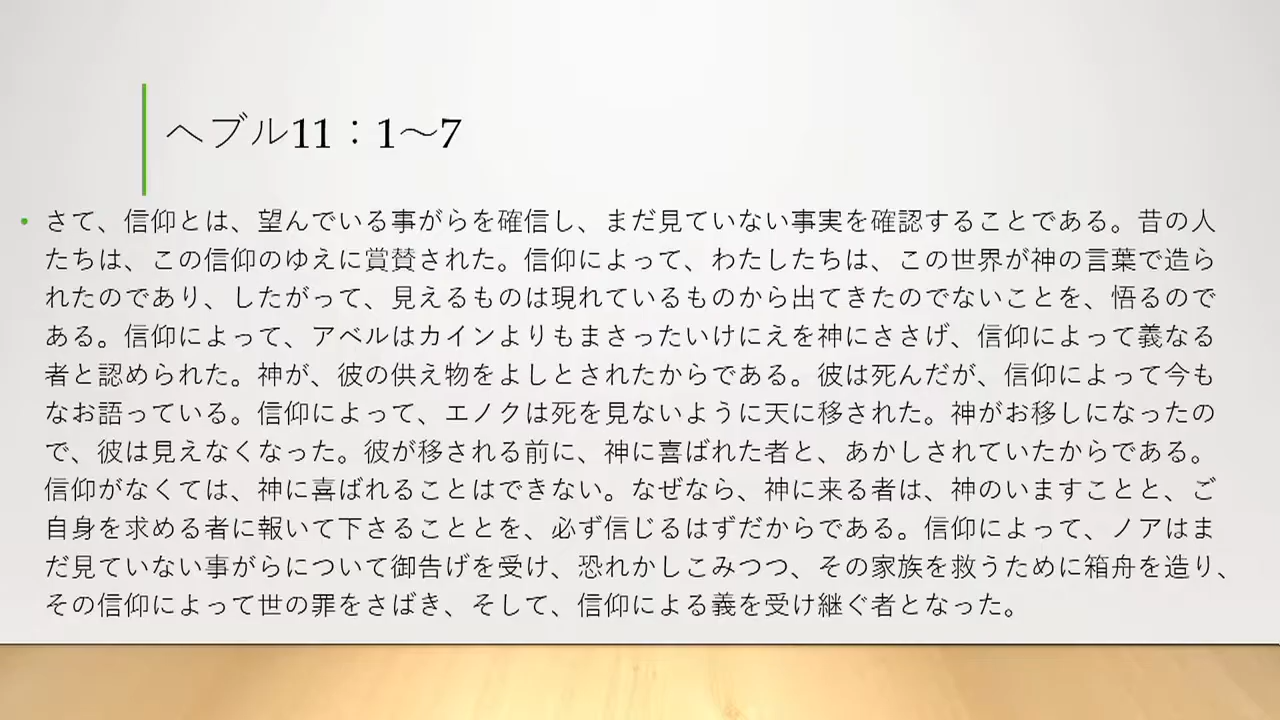 ヘブル11：1〜7
• さて、信仰とは、望んでいる事がらを確信し、まだ見ていない事実を確認することである。昔の人
たちは、この信仰のゆえに賞賛された。信仰によって、わたしたちは、この世界が神の言葉で造ら
れたのであり、したがって、見えるものは現れているものから出てきたのでないことを、悟るので
ある。信仰によって、アベルはカインよりもまさったいけにえを神にささげ、信仰によって義なる
者と認められた。神が、彼の供え物をよしとされたからである。彼は死んだが、信仰によって今も
なお語っている。信仰によって、エノクは死を見ないように天に移された。神がお移しになったの
で、彼は見えなくなった。彼が移される前に、神に喜ばれた者と、あかしされていたからである。
信仰がなくては、神に喜ばれることはできない。なぜなら、神に来る者は、神のいますことと、ご
自身を求める者に報いて下さることとを、必ず信じるはずだからである。信仰によって、ノアはま
だ見ていない事がらについて御告げを受け、恐れかしこみつつ、その家族を救うために箱舟を造り、
その信仰によって世の罪をさばき、そして、信仰による義を受け継ぐ者となった。